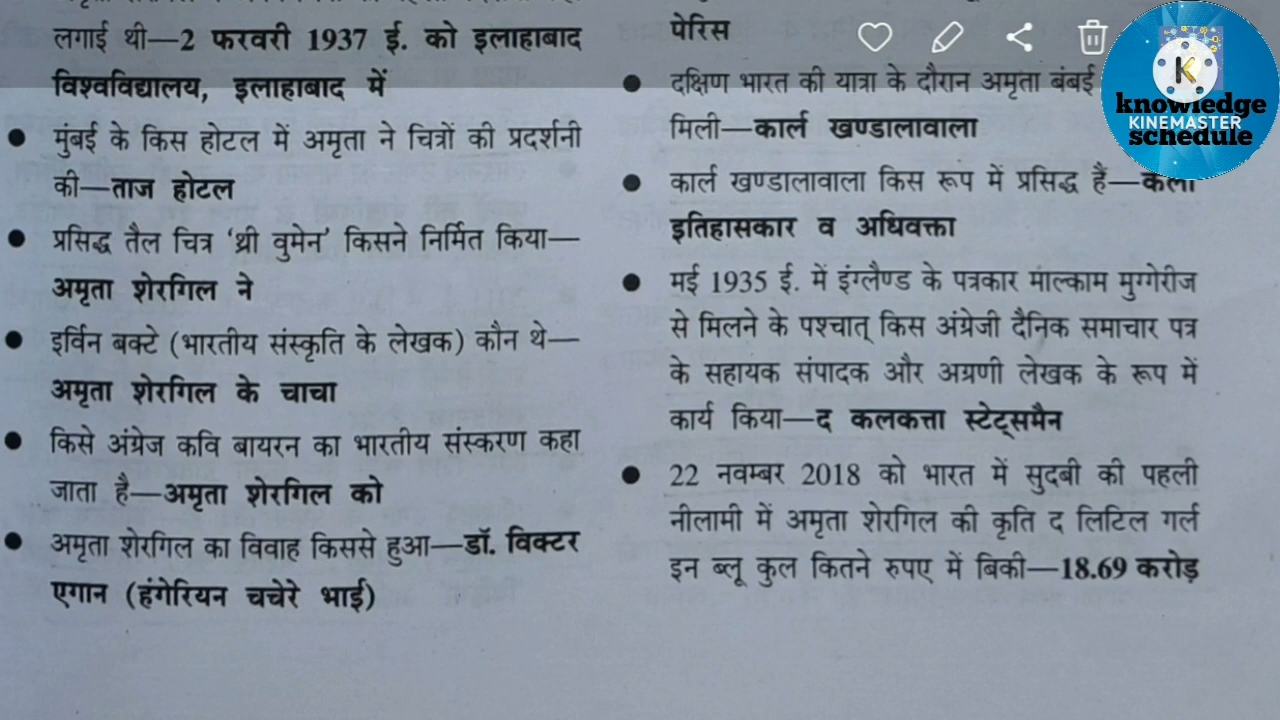 लगाई थी—2 फरवरी 1937 ई. को इलाहाबाद
विश्वविद्यालय, इलाहाबाद में
● मुंबई के किस होटल में अमृता ने चित्रों की प्रदर्शनी
की—ताज होटल
● प्रसिद्ध तैल चित्र ‘थ्री वुमेन’ किसने निर्मित किया—
अमृता शेरगिल ने
● इर्विन बक्टे (भारतीय संस्कृति के लेखक) कौन थे—
अमृता शेरगिल के चाचा
● किसे अंग्रेज कवि बायरन का भारतीय संस्करण कहा
जाता है—अमृता शेरगिल को
● अमृता शेरगिल का विवाह किससे हुआ—डॉ. विक्टर
एगान (हंगेरियन चचेरे भाई)
पेरिस
● दक्षिण भारत की यात्रा के दौरान अमृता बंबई
मिली—कार्ल खण्डालावाला
● कार्ल खण्डालावाला किस रूप में प्रसिद्ध हैं—कला
इतिहासकार व अधिवक्ता
● मई 1935 ई. में इंग्लैण्ड के पत्रकार माल्काम मुग्गेरीज
से मिलने के पश्चात् किस अंग्रेजी दैनिक समाचार पत्र
के सहायक संपादक और अग्रणी लेखक के रूप में
कार्य किया—द कलकत्ता स्टेट्समैन
● 22 नवम्बर 2018 को भारत में सुदबी की पहली
नीलामी में अमृता शेरगिल की कृति द लिटिल गर्ल
इन ब्लू कुल कितने रुपए में बिकी—18.69 करोड़
K
knowledge
KINEMASTER
schedule